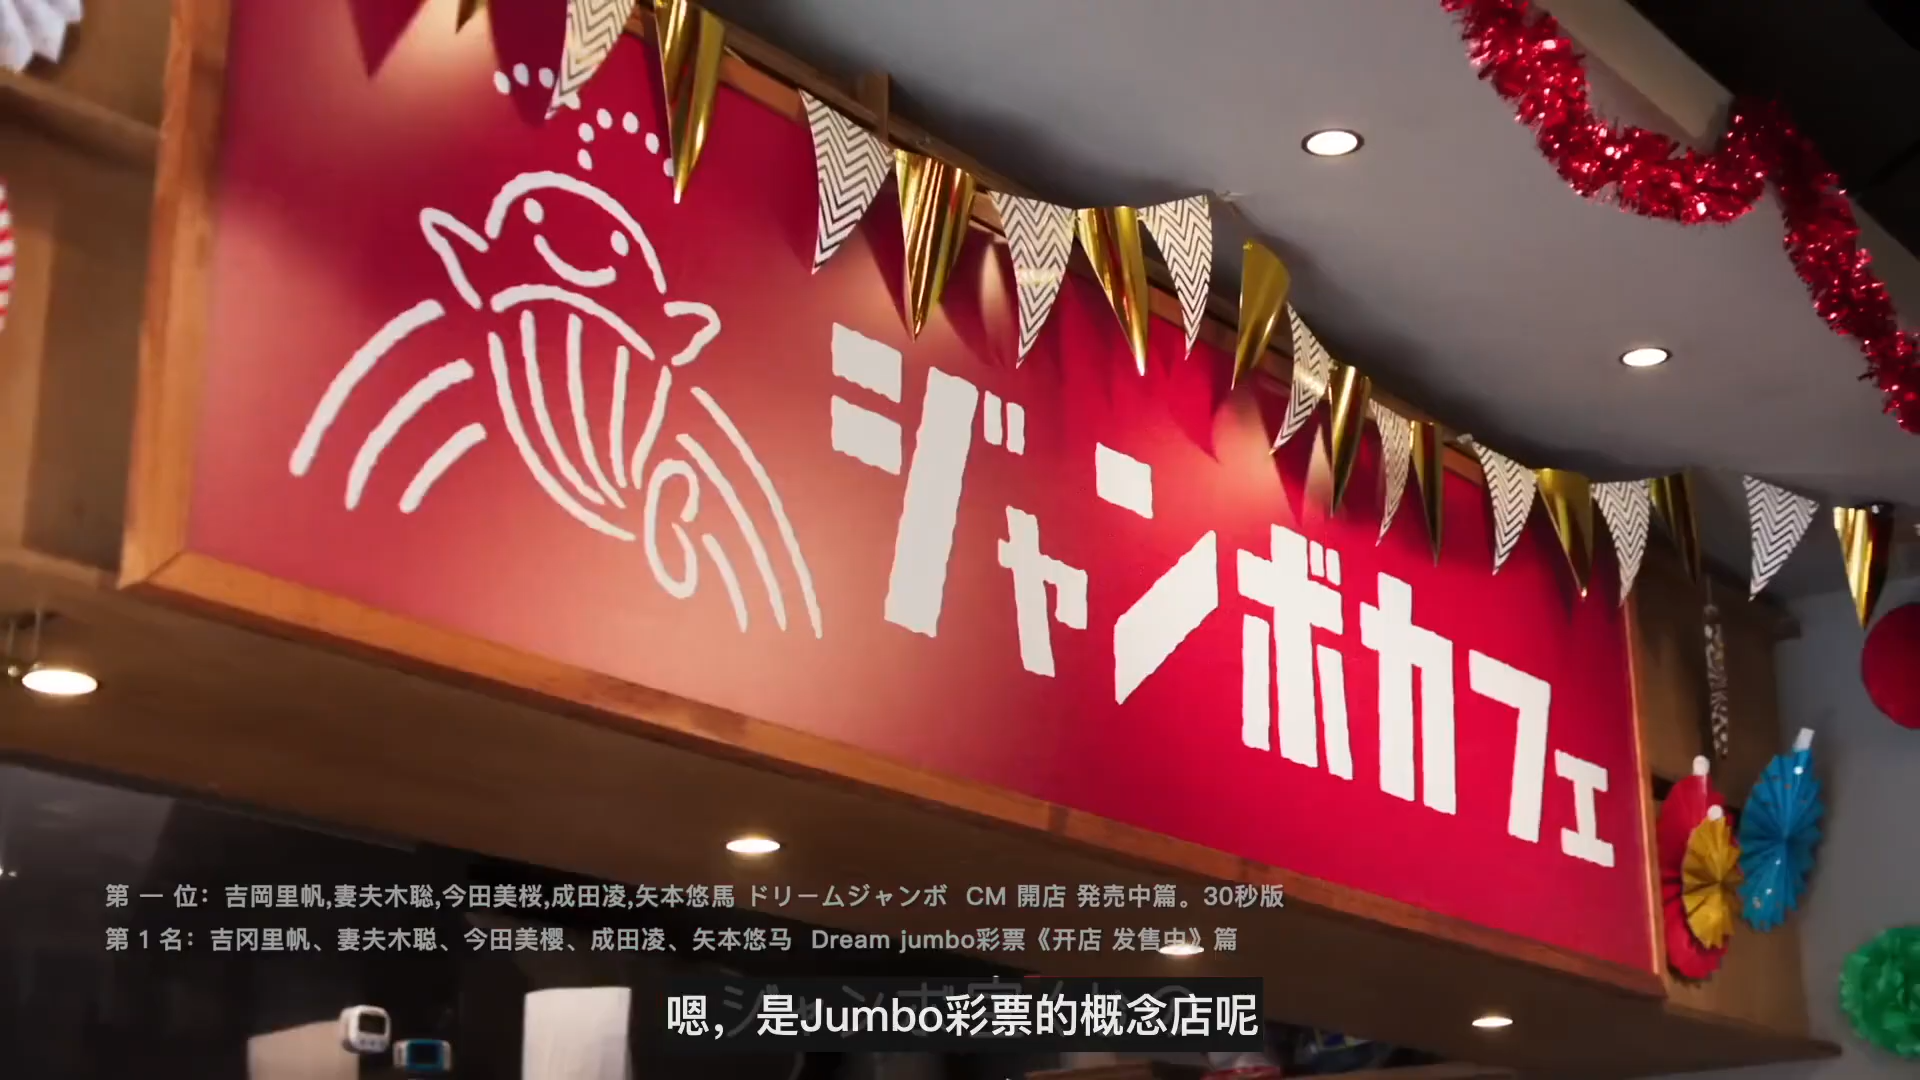 ジャンボカフェ
第 一 位：吉岡里帆,妻夫木聡,今田美桜,成田凌,矢本悠馬 ドリームジャンボ CM 開店 発売中篇。30秒版
第 1 名：吉冈里帆、妻夫木聪、今田美樱、成田凌、矢本悠马 Dream jumbo彩票《开店 发售中》篇
嗯，是Jumbo彩票的概念店呢